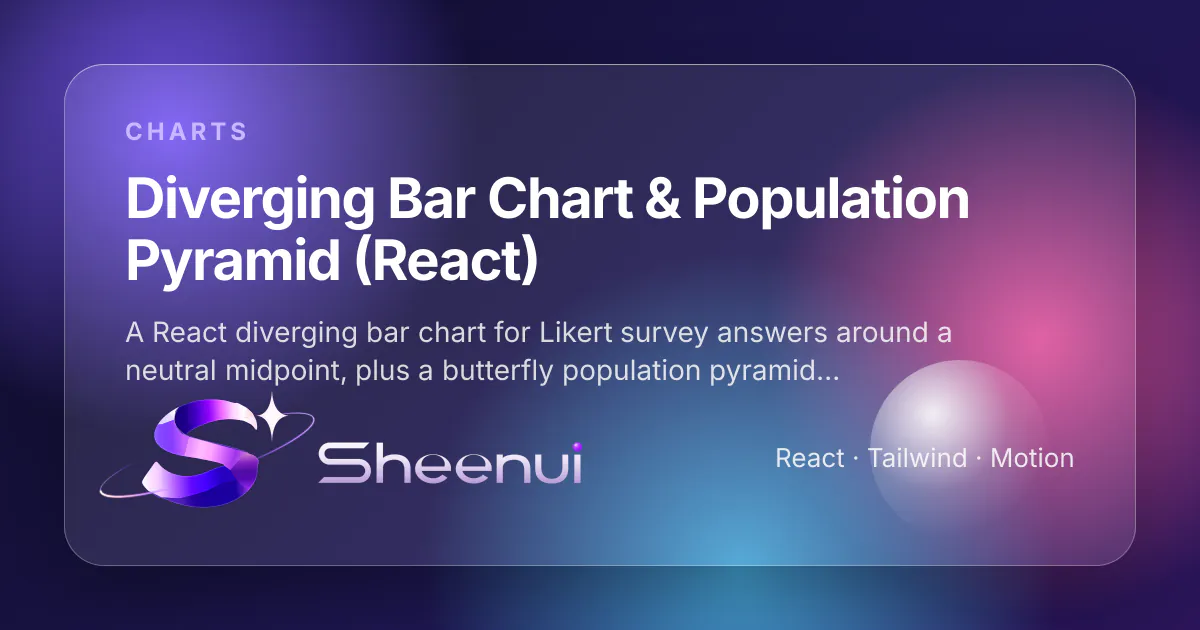 CHARTS
Diverging Bar Chart & Population
Pyramid (React)
A React diverging bar chart for Likert survey answers around a
neutral midpoint, plus a butterfly population pyramid...
Sheenui
React · Tailwind · Motion